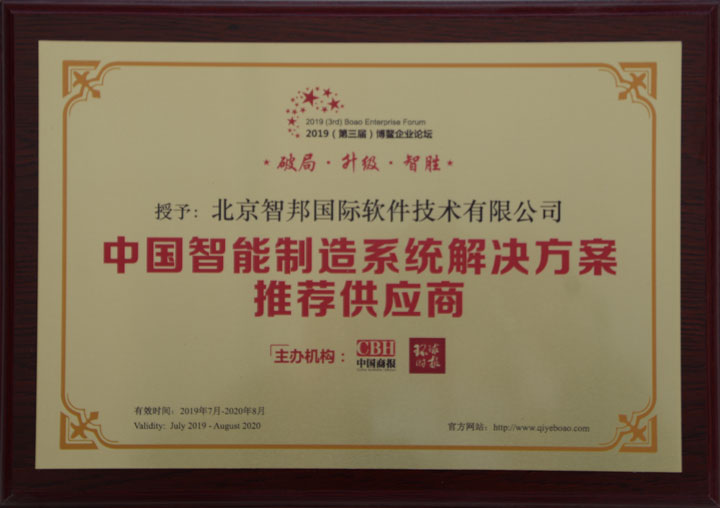 2019 (3rd) Boao Enterprise Forum
2019（第三届）博鳌企业论坛
破局·升级·智胜
授予：北京智邦国际软件技术有限公司
中国智能制造系统解决方案
推荐供应商
主办机构：
CBH
中国商报
环球
时报
有效时间：2019年7月-2020年8月
Validity: July 2019 - August 2020
官方网站：http://www.qiyeboao.com